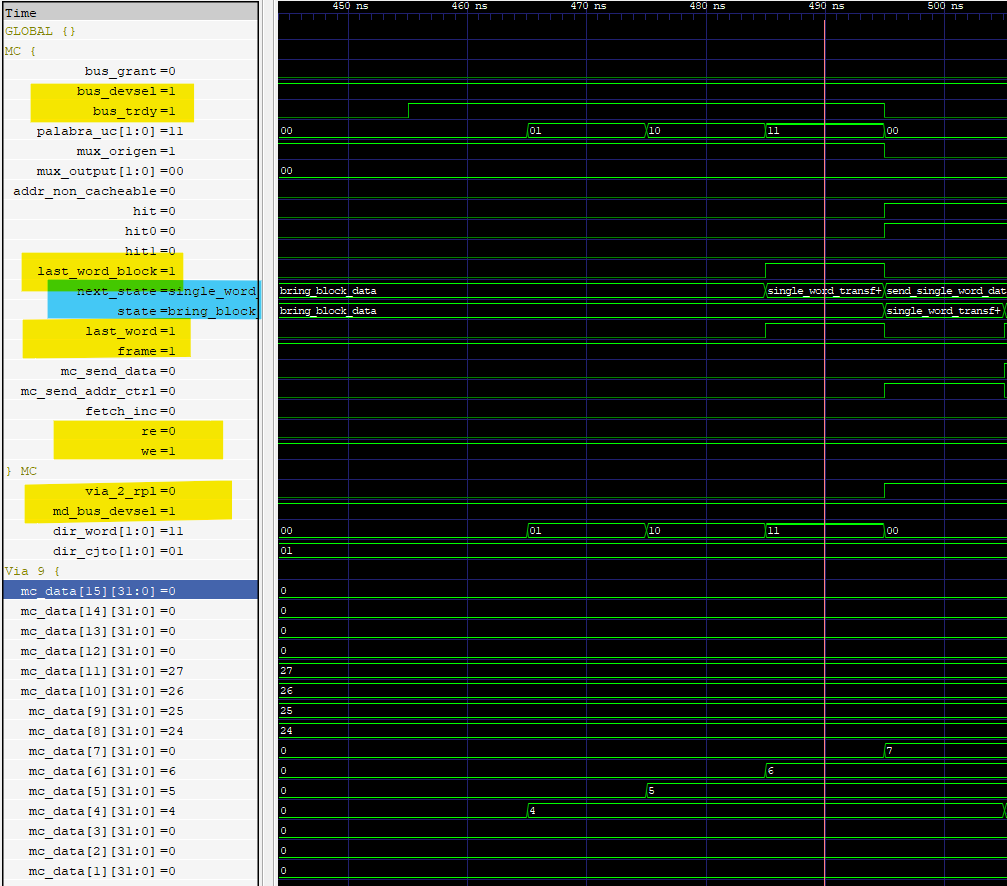 Time
450 ns 460 ns 470 ns 480 ns 490 ns 500 ns
GLOBAL {}
MC {
bus_grant=0
bus_devsel=1
bus_trdy=1
palabra_uc[1:0]=11 00 01 10 11 00
mux_origen=1
mux_output[1:0]=00 00
addr_non_cacheable=0
hit=0
hit0=0
hit1=0
last_word_block=1
next_state=single_word_ bring_block_data single_word_transf+ send_single_word_dat
state=bring_block_ bring_block_data single_word_transf+
last_word=1
frame=1
mc_send_data=0
mc_send_addr_ctrl=0
fetch_inc=0
re=0
we=1
} MC
via_2_rpl=0
md_bus_devsel=1
dir_word[1:0]=11 00 01 10 11 00
dir_cjto[1:0]=01 01
Via 9 {
mc_data[15][31:0]=0 0
mc_data[14][31:0]=0 0
mc_data[13][31:0]=0 0
mc_data[12][31:0]=0 0
mc_data[11][31:0]=27 27
mc_data[10][31:0]=26 26
mc_data[9][31:0]=25 25
mc_data[8][31:0]=24 24
mc_data[7][31:0]=0 0 7
mc_data[6][31:0]=6 0 6
mc_data[5][31:0]=5 0 5
mc_data[4][31:0]=4 0 4
mc_data[3][31:0]=0 0
mc_data[2][31:0]=0 0
mc_data[1][31:0]=0 0